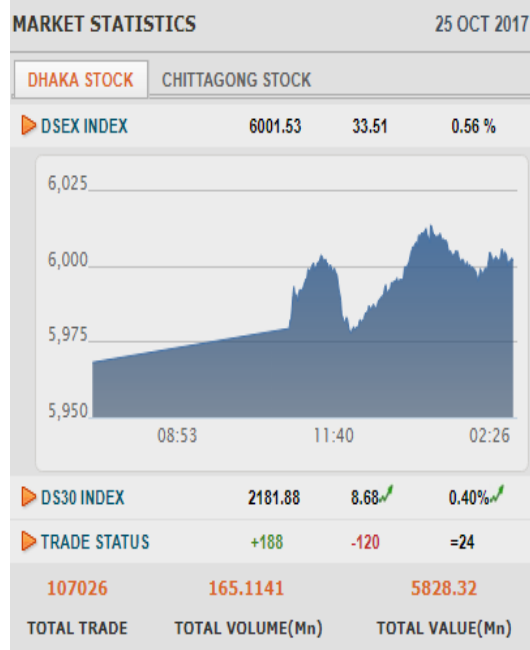 MARKET STATISTICS 25 OCT 2017
DHAKA STOCK CHITTAGONG STOCK
DSEX INDEX 6001.53 33.51 0.56 %
6,025
6,000
5,975
5,950
08:53 11:40 02:26
DS30 INDEX 2181.88 8.68 0.40%
TRADE STATUS +188 -120 =24
107026 165.1141 5828.32
TOTAL TRADE TOTAL VOLUME(Mn) TOTAL VALUE(Mn)